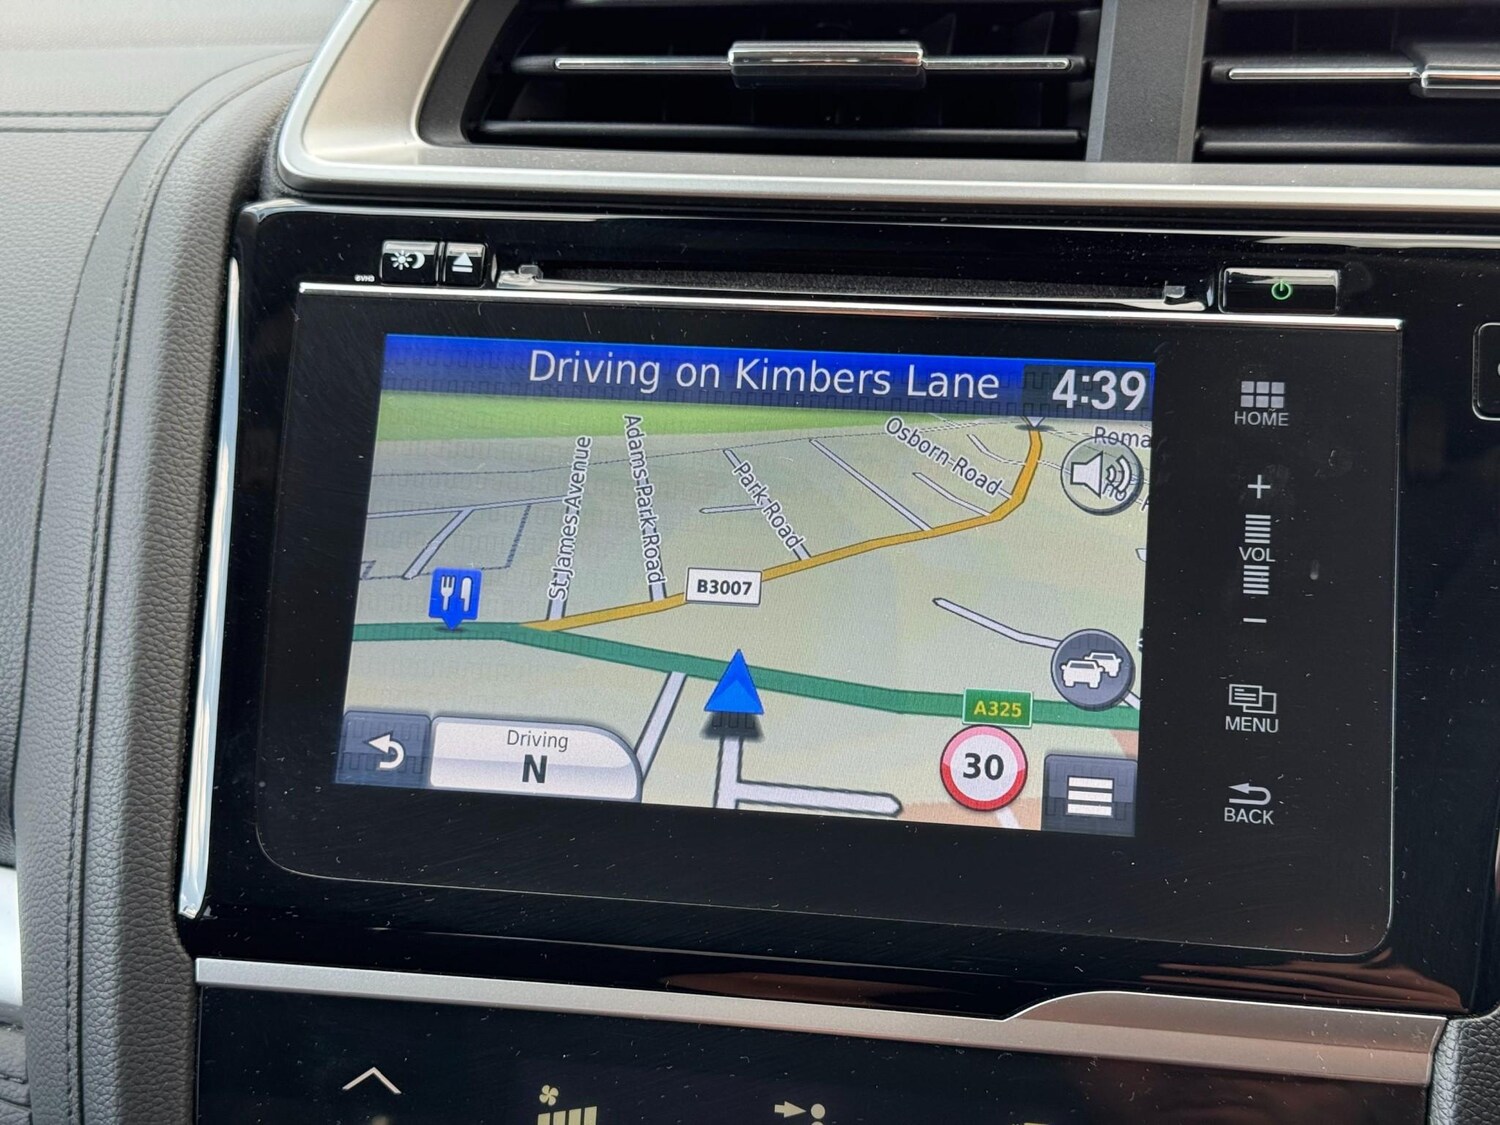 Driving on Kimbers Lane
4:39
HOME
St James Avenue
Adams Park Road
Park Road
Osborn Road
Roma
B3007
VOL
A325
30
Driving
N
MENU
BACK